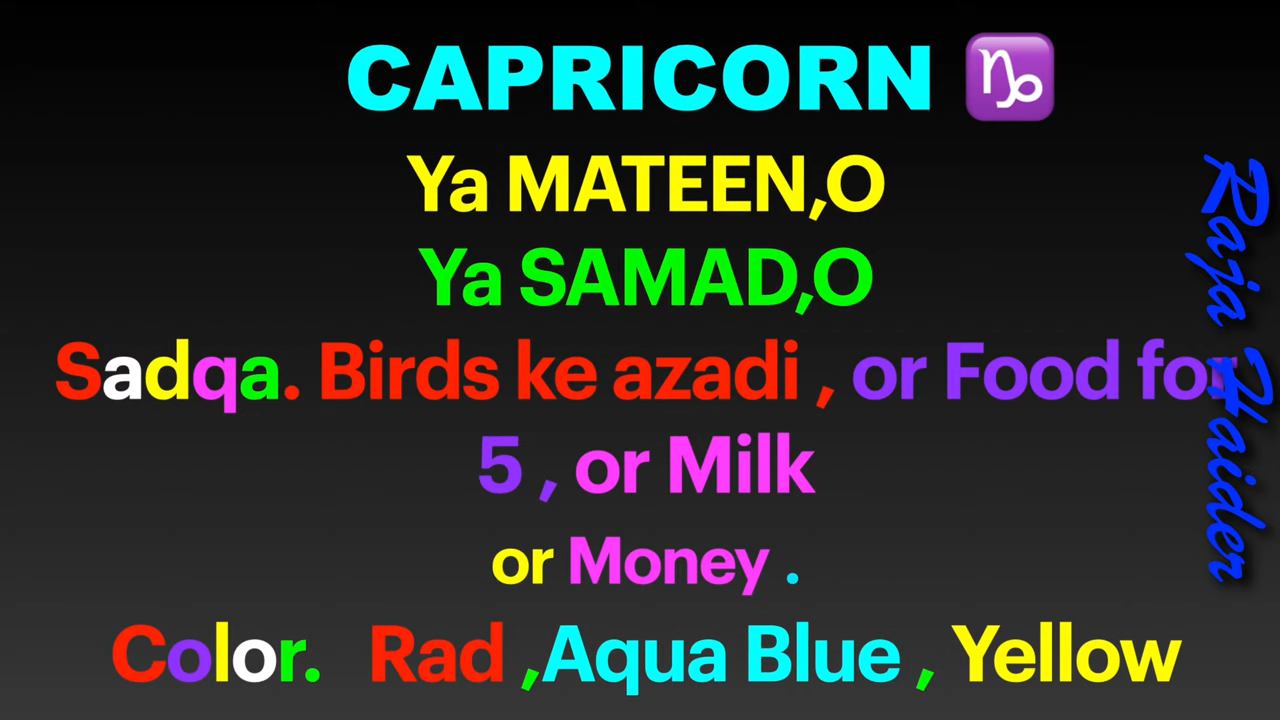 CAPRICORN ♑
Ya MATEEN,O
Ya SAMAD,O
Sadqa. Birds ke azadi , or Food for
5 , or Milk
or Money .
Color. Rad ,Aqua Blue , Yellow
Raja Haider